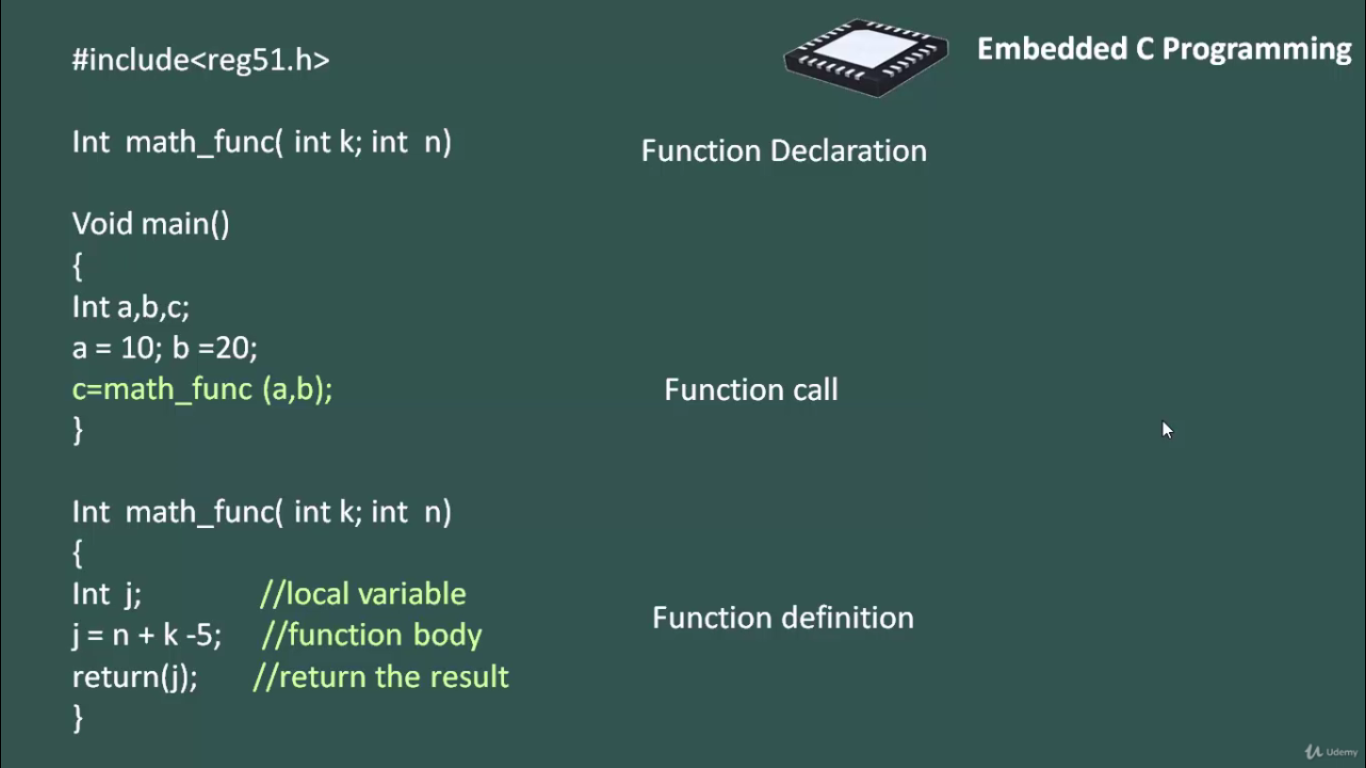 #include<reg51.h>
Embedded C Programming
Int math_func( int k; int n)
Function Declaration
Void main()
{
Int a,b,c;
a = 10; b =20;
c=math_func (a,b);
Function call
}
Int math_func( int k; int n)
{
Int j; //local variable
Function definition
j = n + k -5; //function body
return(j); //return the result
}
Udemy